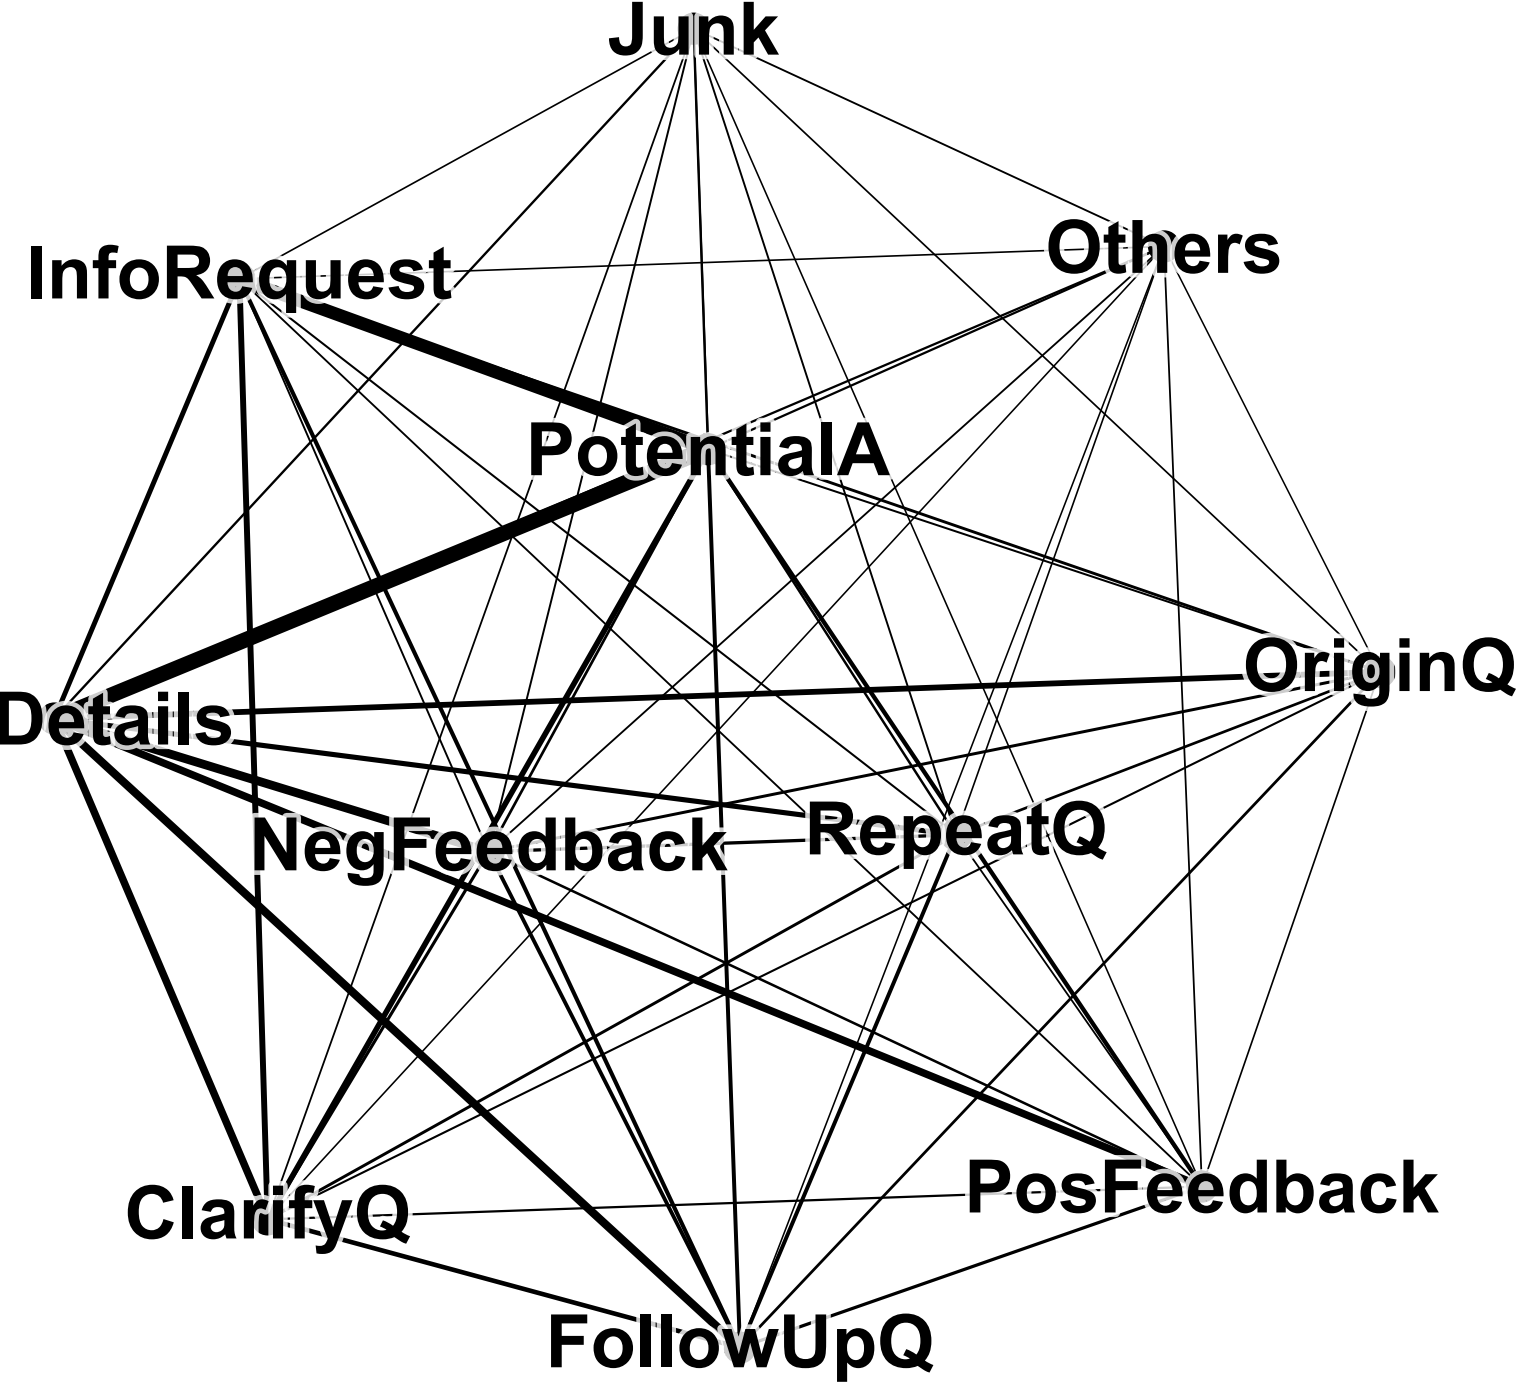 Junk
Others
InfoRequest
PotentialA
OriginQ
Details
RepeatQ
NegFeedback
PosFeedback
ClarifyQ
FollowUpQ